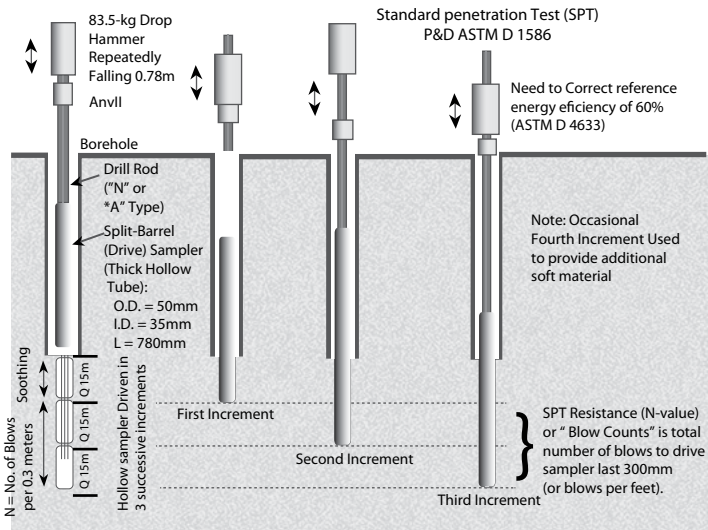 Standard penetration Test (SPT)
P&D ASTM D 1586
83.5-kg Drop
Hammer
Repeatedly
Falling 0.78m
AnvII
Need to Correct reference
energy eficiency of 60%
(ASTM D 4633)
Borehole
Drill Rod
("N" or
*A" Type)
Split-Barrel
(Drive) Sampler
(Thick Hollow
Tube):
O.D. = 50mm
I.D. = 35mm
L = 780mm
Note: Occasional
Fourth Increment Used
to provide additional
soft material
Soothing
N = No. of Blows
per 0.3 meters
Q 15m
Q 15m
Q 15m
Hollow sampler Driven in
3 successive increments
First Increment
Second Increment
Third Increment
SPT Resistance (N-value)
or " Blow Counts" is total
number of blows to drive
sampler last 300mm
(or blows per feet).